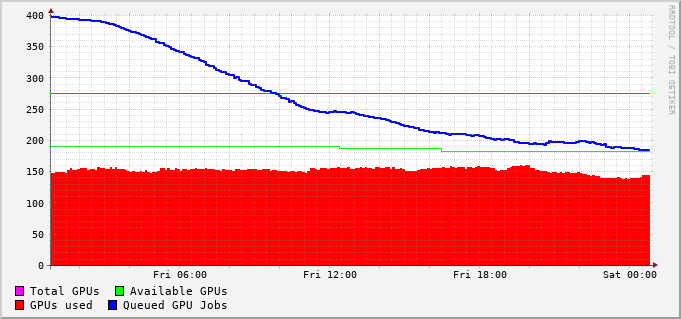 400
350
300
250
200
150
100
50
0
Fri 06:00 Fri 12:00 Fri 18:00 Sat 00:00
Total GPUs Available GPUs
GPUs used Queued GPU Jobs
RRDTOOL / TOBI OETIKER